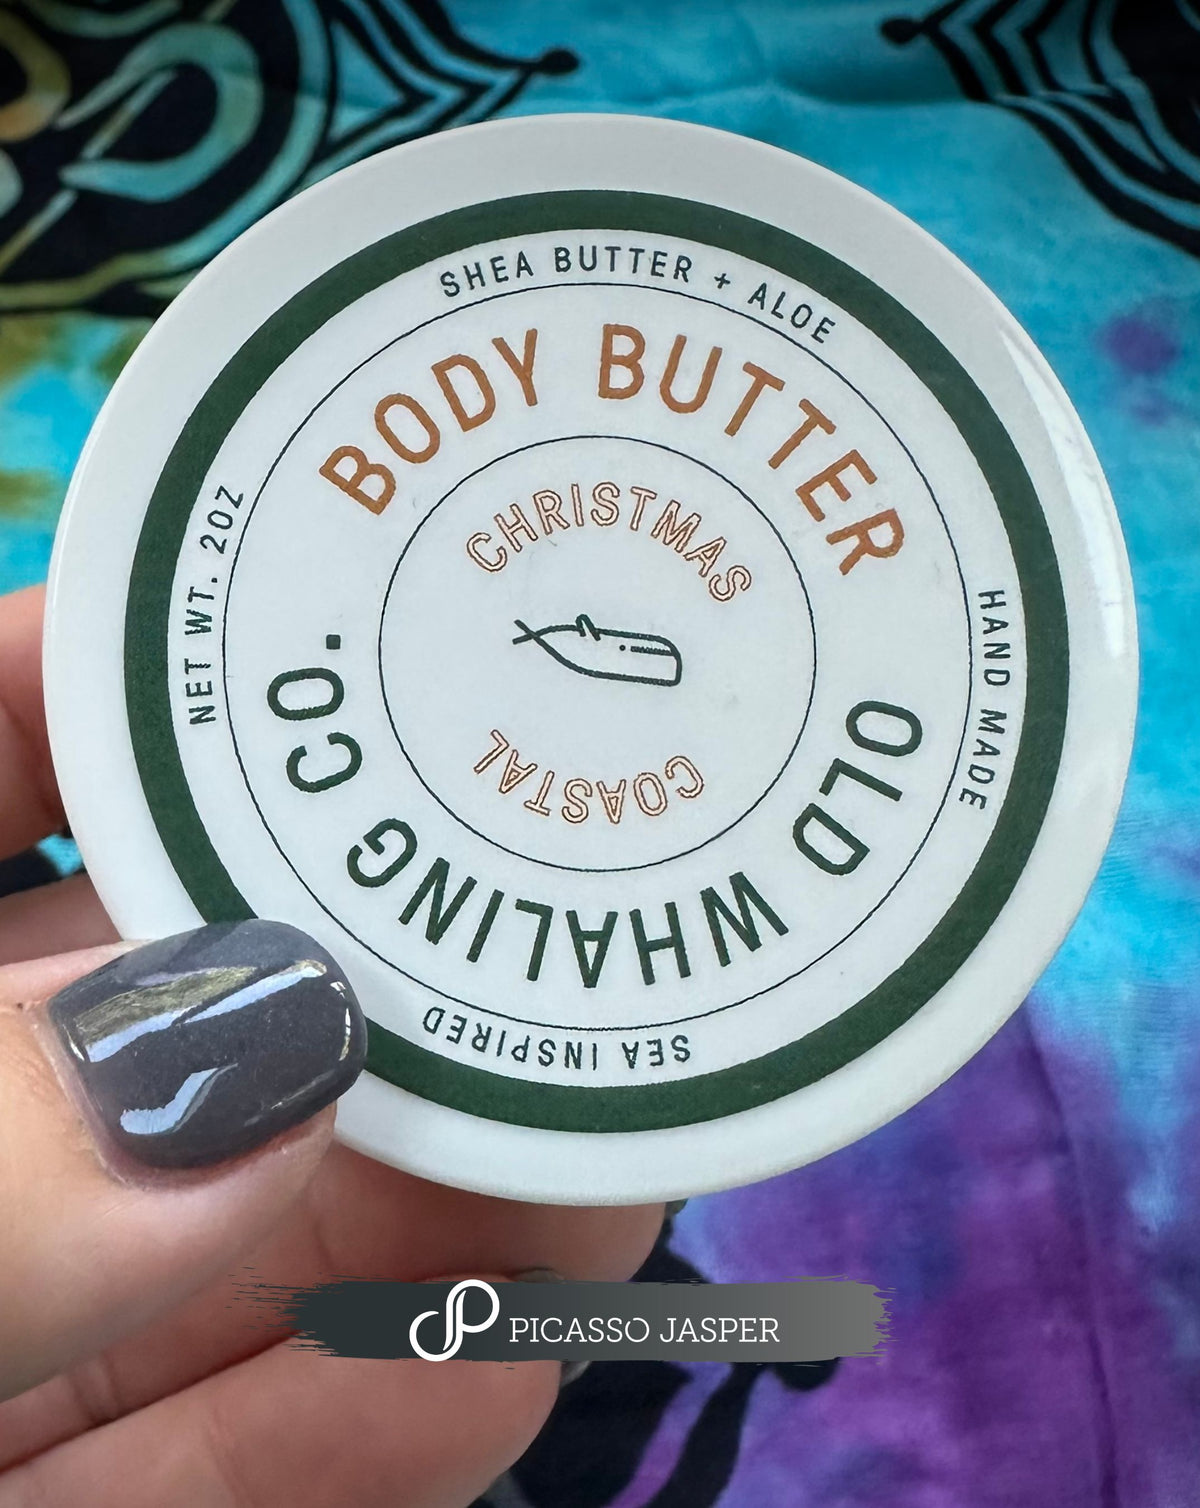 SHEA BUTTER + ALOE
BODY BUTTER
CHRISTMAS
COASTAL
OLD WHALING CO.
NET WT. 2OZ
HAND MADE
SEA INSPIRED
PICASSO JASPER